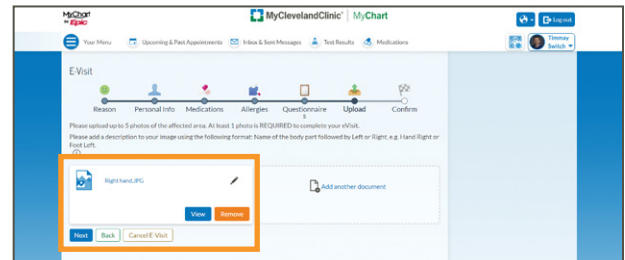 MyChart
by Epic
MyClevelandClinic® | MyChart
Log out
Your Menu
Upcoming & Past Appointments
Inbox & Sent Messages
Test Results
Medications
Timmay
Switch
E-Visit
Reason
Personal Info
Medications
Allergies
Questionnaire
s
Upload
Confirm
Please upload up to 5 photos of the affected area. At least 1 photo is REQUIRED to complete your eVisit.
Please add a description to your image using the following format: Name of the body part followed by Left or Right, e.g. Hand Right or
Foot Left.
Right hand.JPG
Add another document
View
Remove
Next
Back
Cancel E-Visit